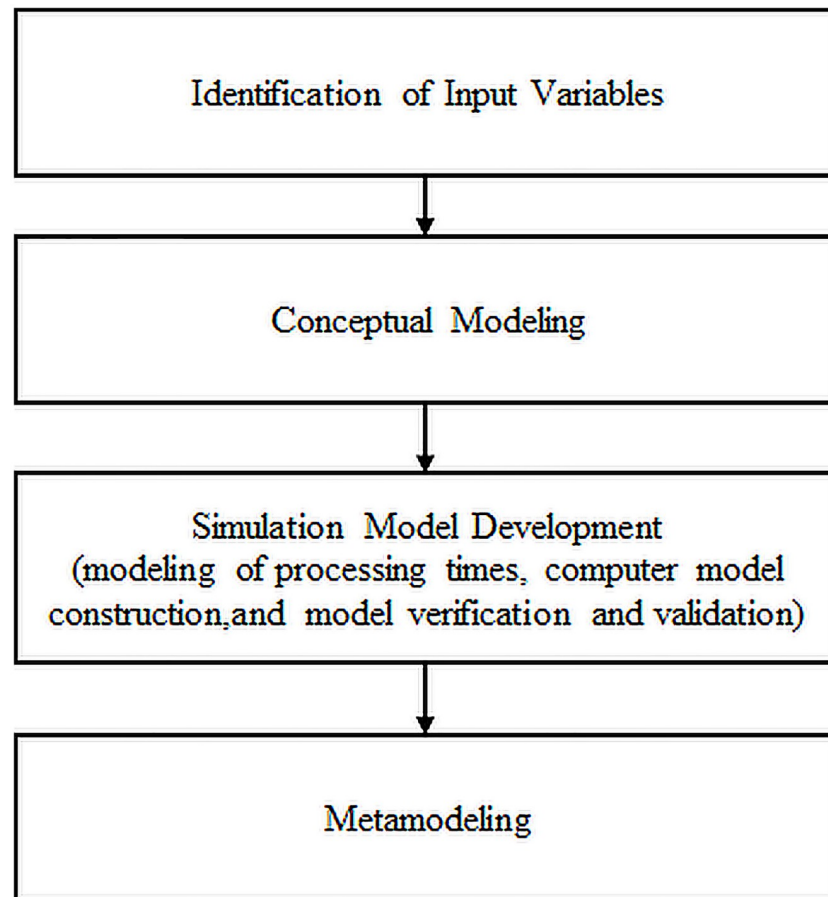 Identification of Input Variables
Conceptual Modeling
Simulation Model Development
(modeling of processing times, computer model
construction,and model verification and validation)
Metamodeling